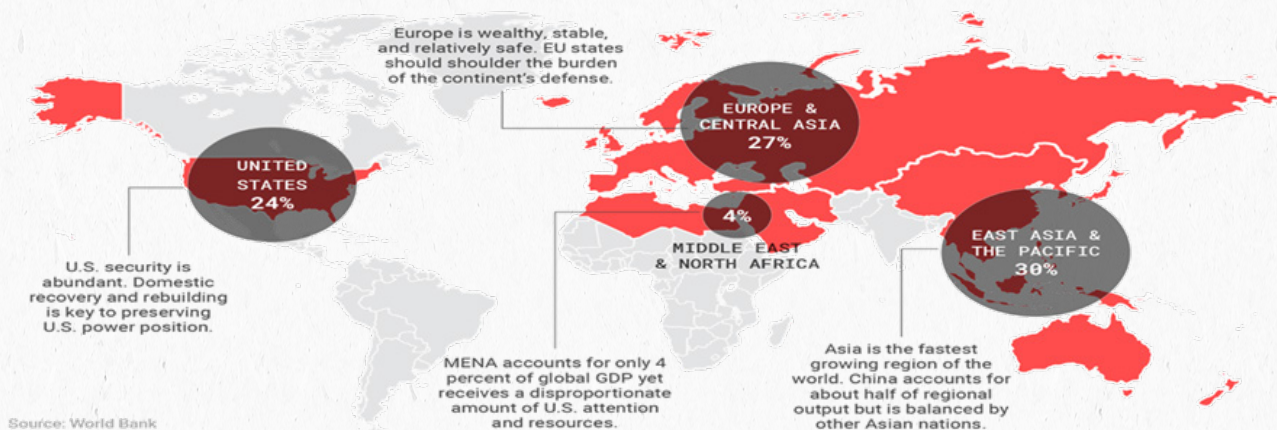 Europe is wealthy, stable,
and relatively safe. EU states
should shoulder the burden
of the continent's defense.
EUROPE &
CENTRAL ASIA
27%
UNITED
STATES
24%
4%
MIDDLE EAST
& NORTH AFRICA
EAST ASIA &
THE PACIFIC
30%
U.S. security is
abundant. Domestic
recovery and rebuilding
is key to preserving
U.S. power position.
MENA accounts for only 4
percent of global GDP yet
receives a disproportionate
amount of U.S. attention
and resources.
Asia is the fastest
growing region of the
world. China accounts for
about half of regional
output but is balanced by
other Asian nations.
Source: World Bank